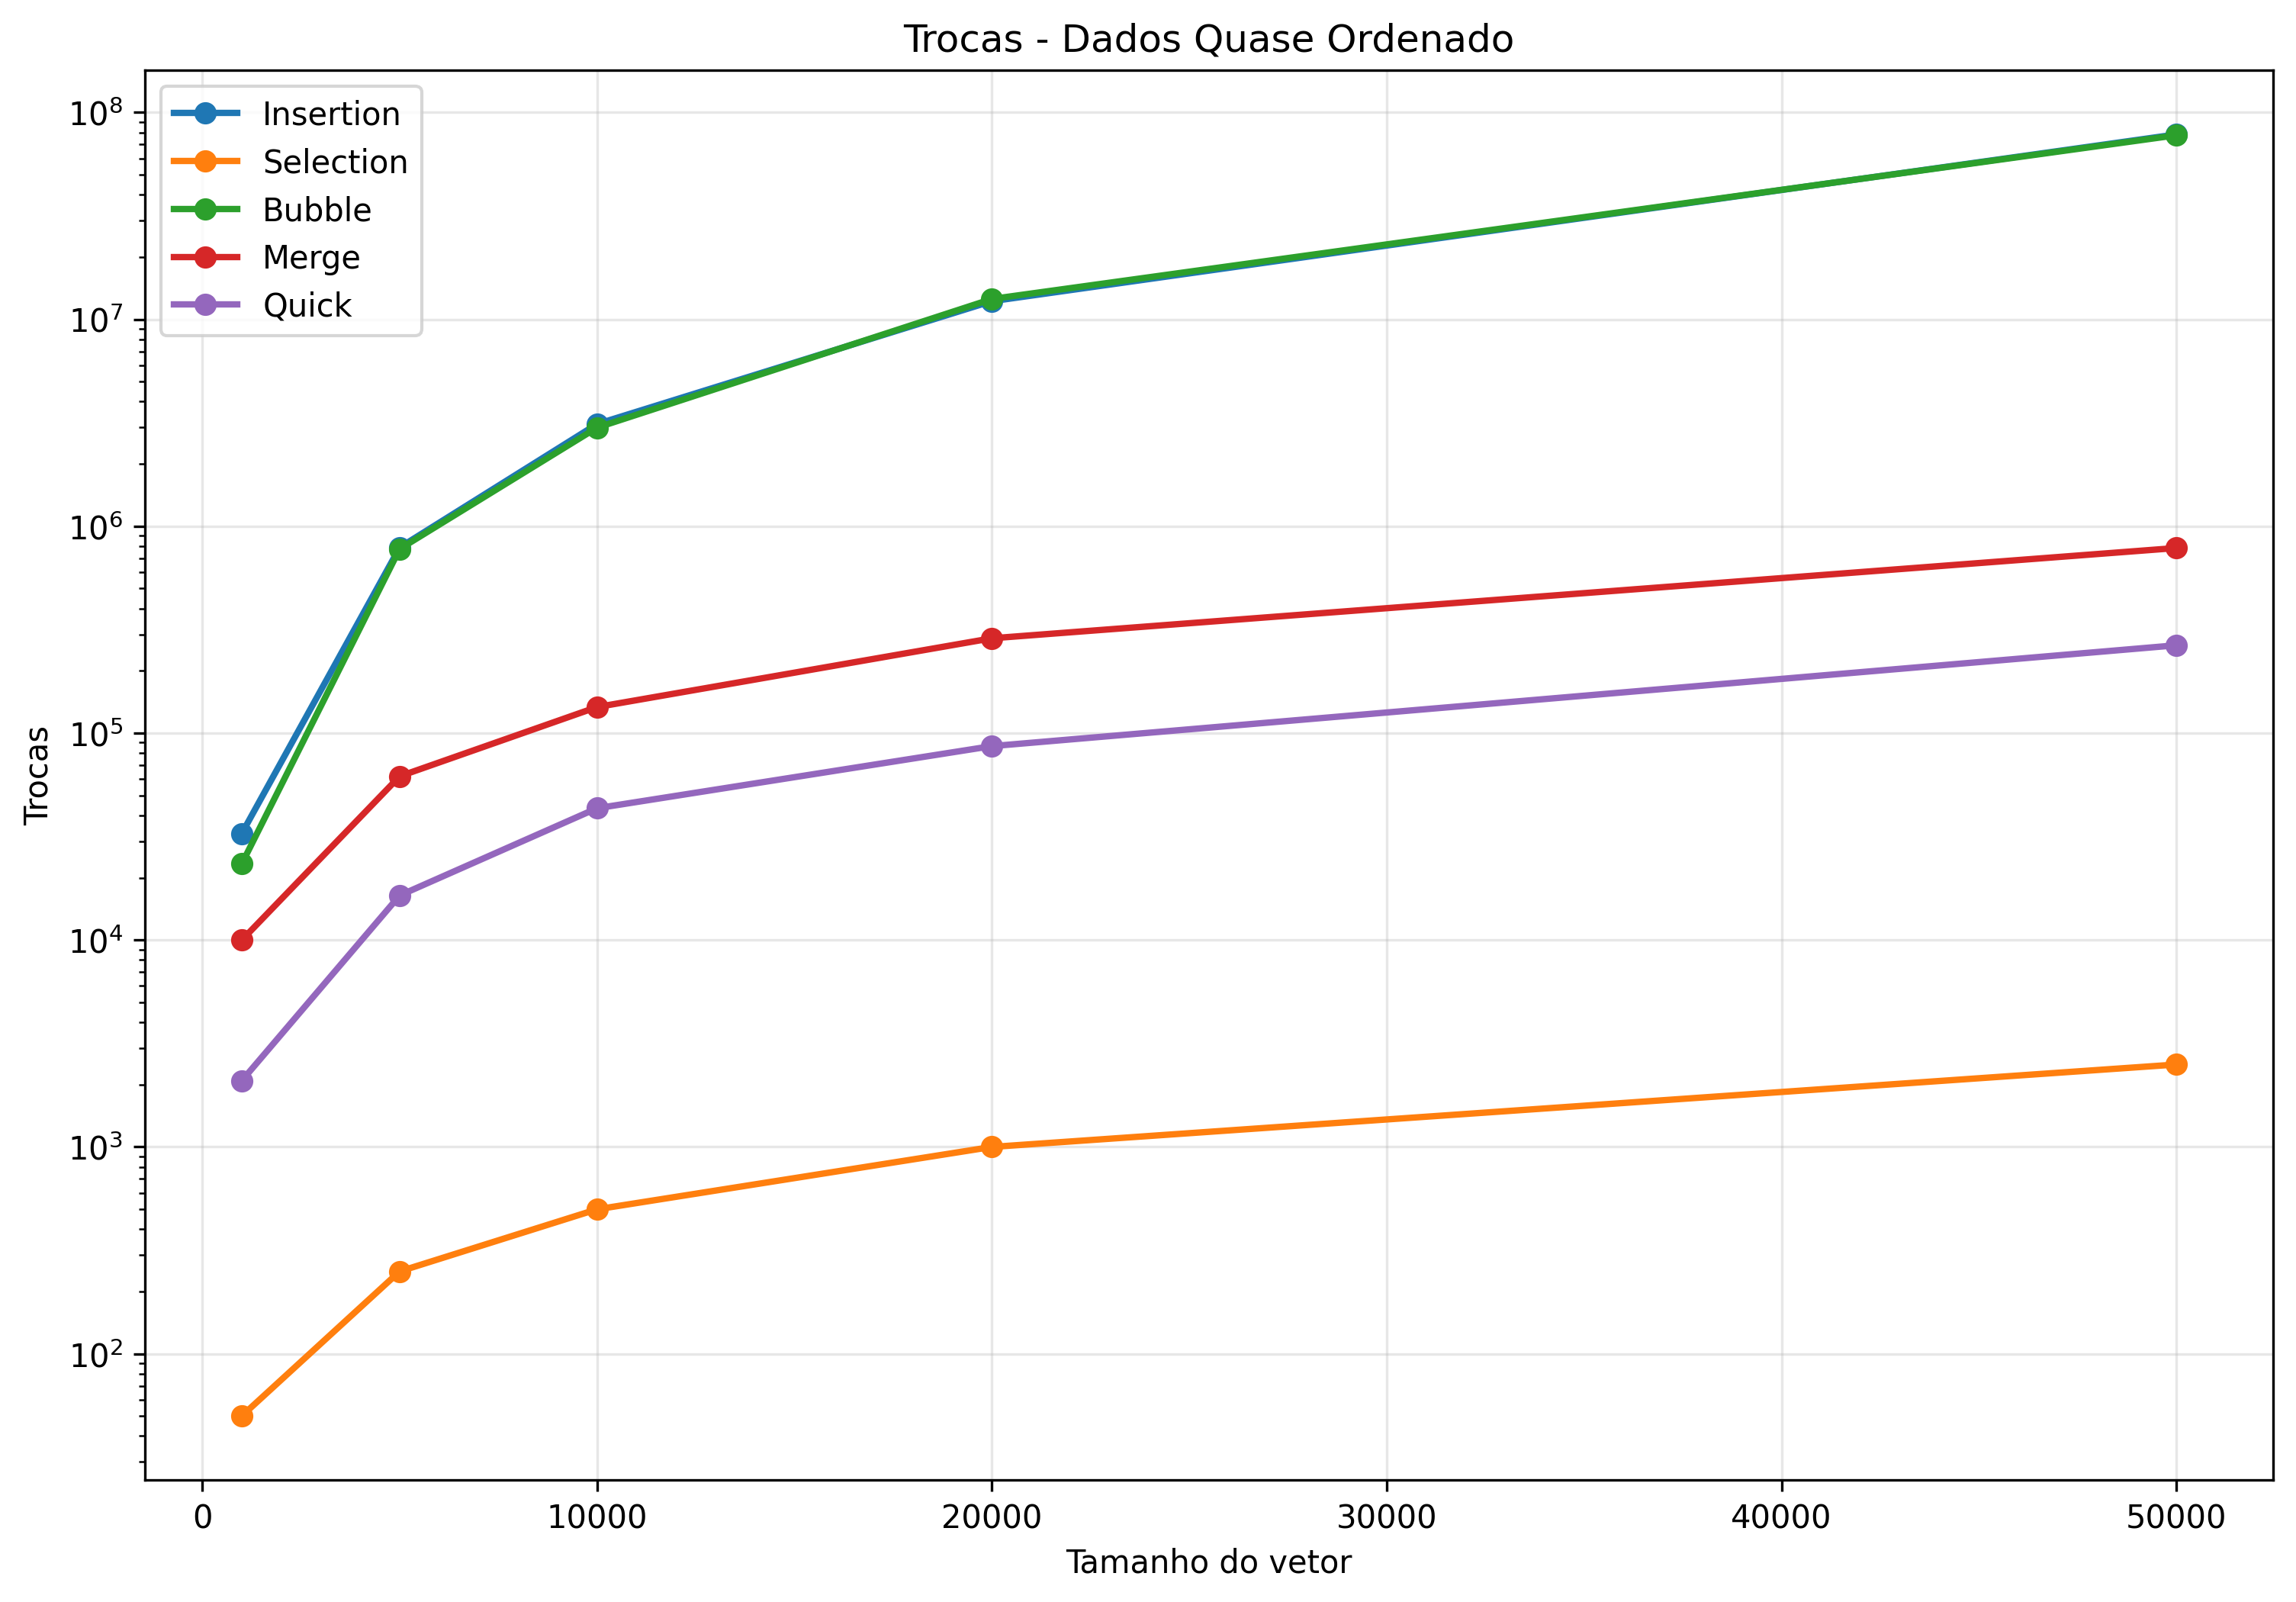 Trocas - Dados Quase Ordenado
Insertion
Selection
Bubble
Merge
Quick
10⁸
10⁷
10⁶
10⁵
10⁴
10³
10²
Trocas
0 10000 20000 30000 40000 50000
Tamanho do vetor